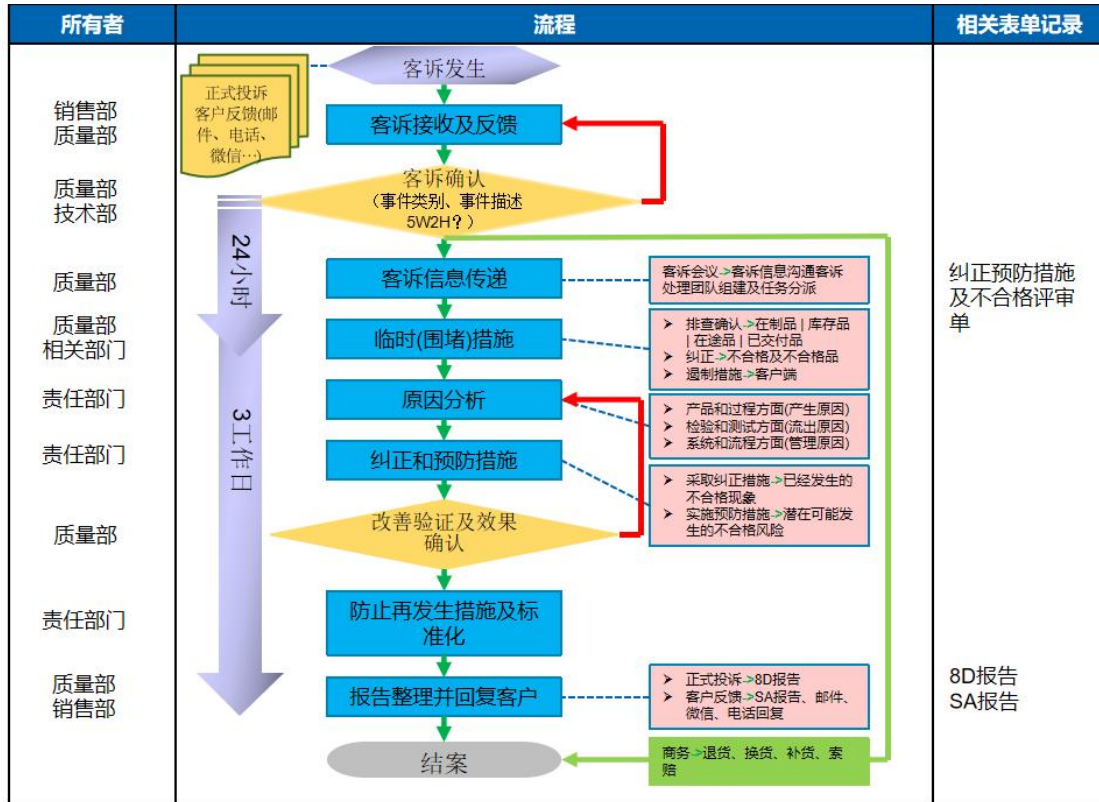 所有者
流程
相关表单记录
客诉发生
正式投诉
客户反馈(邮
件、电话、
微信…)
销售部
质量部
客诉接收及反馈
质量部
技术部
客诉确认
（事件类别、事件描述
5W2H？）
24小时
质量部
客诉信息传递
客诉会议->客诉信息沟通客诉
处理团队组建及任务分派
纠正预防措施
及不合格评审
单
质量部
相关部门
临时(围堵)措施
➢ 排查确认->在制品 | 库存品
| 在途品 | 已交付品
➢ 纠正->不合格及不合格品
➢ 遏制措施->客户端
3工作日
责任部门
原因分析
➢ 产品和过程方面(产生原因)
➢ 检验和测试方面(流出原因)
➢ 系统和流程方面(管理原因)
责任部门
纠正和预防措施
➢ 采取纠正措施->已经发生的
不合格现象
➢ 实施预防措施->潜在可能发
生的不合格风险
质量部
改善验证及效果
确认
责任部门
防止再发生措施及标
准化
质量部
销售部
报告整理并回复客户
➢ 正式投诉->8D报告
➢ 客户反馈->SA报告、邮件、
微信、电话回复
8D报告
SA报告
结案
商务->退货、换货、补货、索
赔